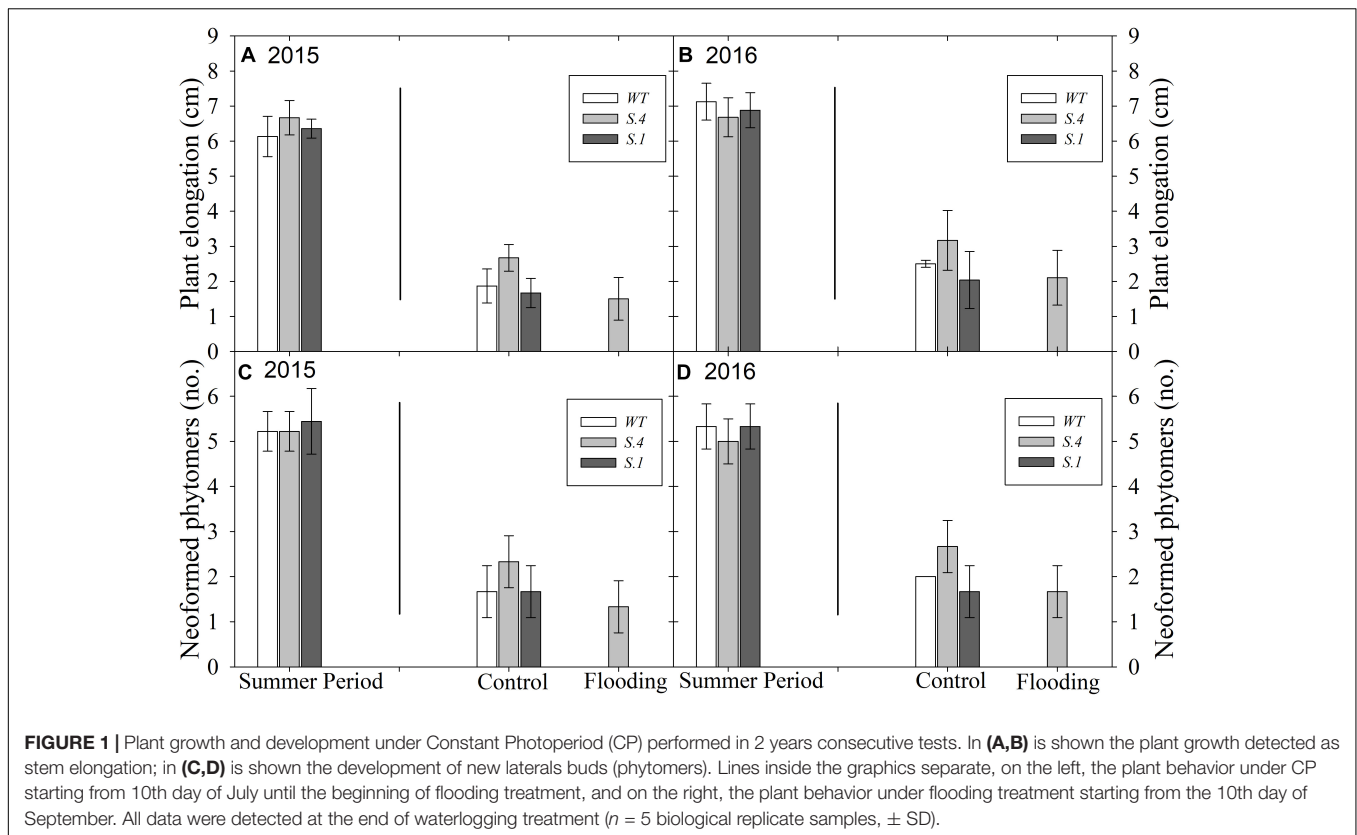 A 2015
B 2016
9
8
7
6
5
4
3
2
1
0
Plant elongation (cm)
WT
S.4
S.1
WT
S.4
S.1
9
8
7
6
5
4
3
2
1
0
Plant elongation (cm)
C 2015
D 2016
6
5
4
3
2
1
0
Neoformed phytomers (no.)
WT
S.4
S.1
WT
S.4
S.1
6
5
4
3
2
1
0
Neoformed phytomers (no.)
Summer Period Control Flooding Summer Period Control Flooding
FIGURE 1 | Plant growth and development under Constant Photoperiod (CP) performed in 2 years consecutive tests. In (A,B) is shown the plant growth detected as
stem elongation; in (C,D) is shown the development of new laterals buds (phytomers). Lines inside the graphics separate, on the left, the plant behavior under CP
starting from 10th day of July until the beginning of flooding treatment, and on the right, the plant behavior under flooding treatment starting from the 10th day of
September. All data were detected at the end of waterlogging treatment (n = 5 biological replicate samples, ± SD).